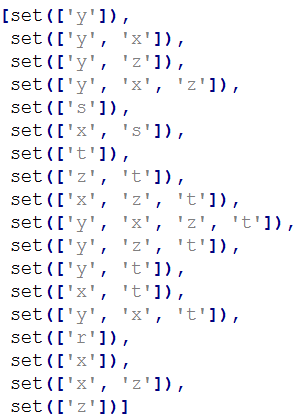 [set(['y']),
set(['y', 'x']),
set(['y', 'z']),
set(['y', 'x', 'z']),
set(['s']),
set(['x', 's']),
set(['t']),
set(['z', 't']),
set(['x', 'z', 't']),
set(['y', 'x', 'z', 't']),
set(['y', 'z', 't']),
set(['y', 't']),
set(['x', 't']),
set(['y', 'x', 't']),
set(['r']),
set(['x']),
set(['x', 'z']),
set(['z'])]